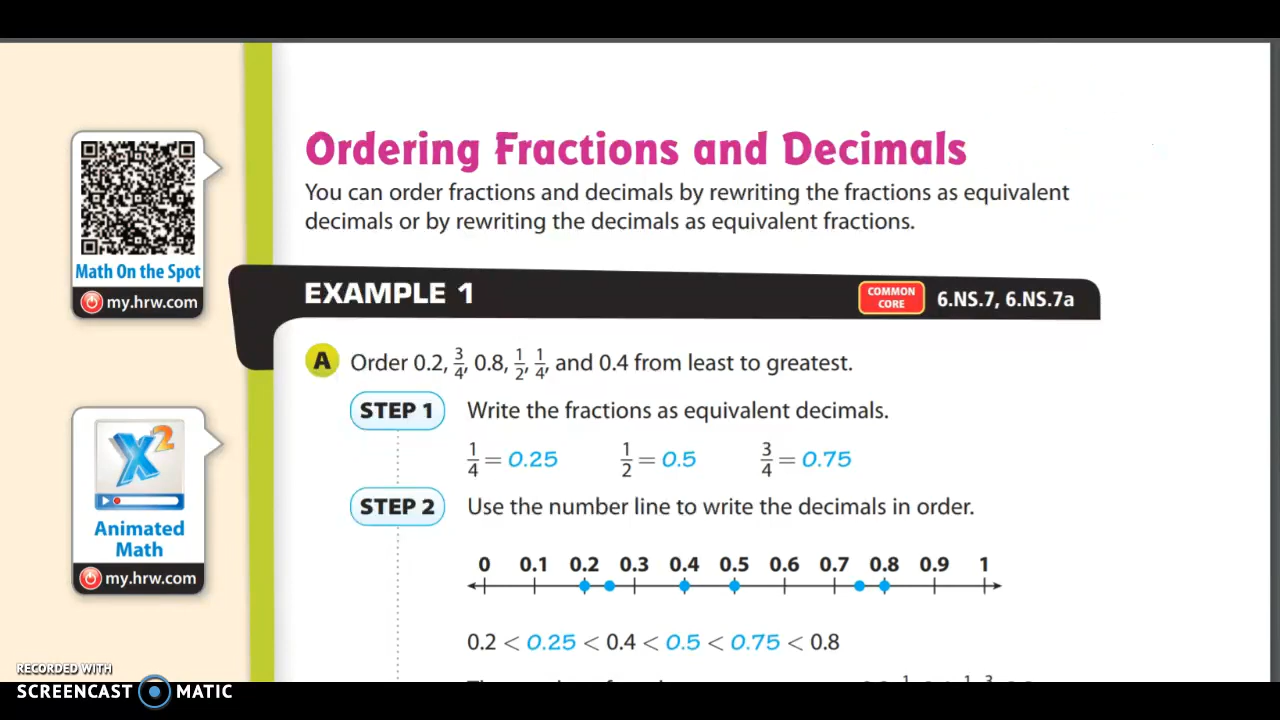 Ordering Fractions and Decimals
You can order fractions and decimals by rewriting the fractions as equivalent
decimals or by rewriting the decimals as equivalent fractions.
Math On the Spot
my.hrw.com
EXAMPLE 1
COMMON
CORE
6.NS.7, 6.NS.7a
A Order 0.2, 3/4, 0.8, 1/2, 1/4, and 0.4 from least to greatest.
STEP 1 Write the fractions as equivalent decimals.
1/4 = 0.25 1/2 = 0.5 3/4 = 0.75
STEP 2 Use the number line to write the decimals in order.
X2
Animated
Math
my.hrw.com
0 0.1 0.2 0.3 0.4 0.5 0.6 0.7 0.8 0.9 1
0.2 < 0.25 < 0.4 < 0.5 < 0.75 < 0.8
RECORDED WITH
SCREENCAST MATIC